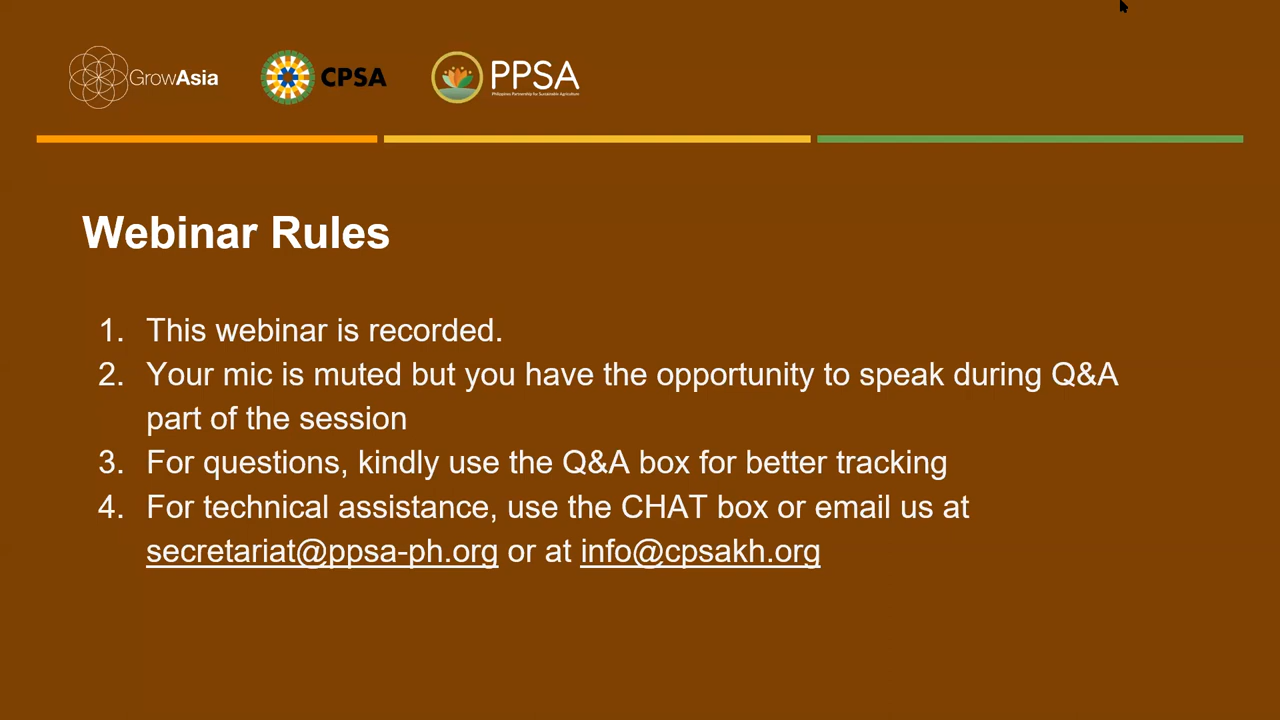 GrowAsia
CPSA
PPSA
Philippines Partnership for Sustainable Agriculture
Webinar Rules
1. This webinar is recorded.
2. Your mic is muted but you have the opportunity to speak during Q&A
part of the session
3. For questions, kindly use the Q&A box for better tracking
4. For technical assistance, use the CHAT box or email us at
secretariat@ppsa-ph.org or at info@cpsakh.org